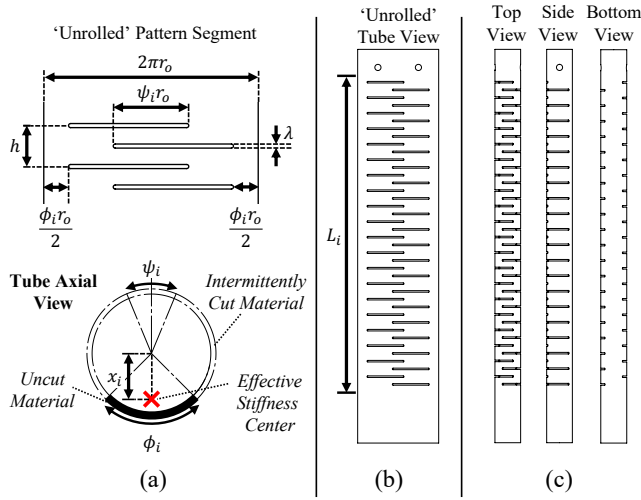 'Unrolled' Pattern Segment
2πr_o
ψ_i r_o
h
λ
ϕ_i r_o
2
ϕ_i r_o
2
Tube Axial
View
ψ_i
Intermittently
Cut Material
x_i
Uncut
Material
Effective
Stiffness
Center
ϕ_i
(a)
'Unrolled'
Tube View
L_i
(b)
Top
View
Side
View
Bottom
View
(c)